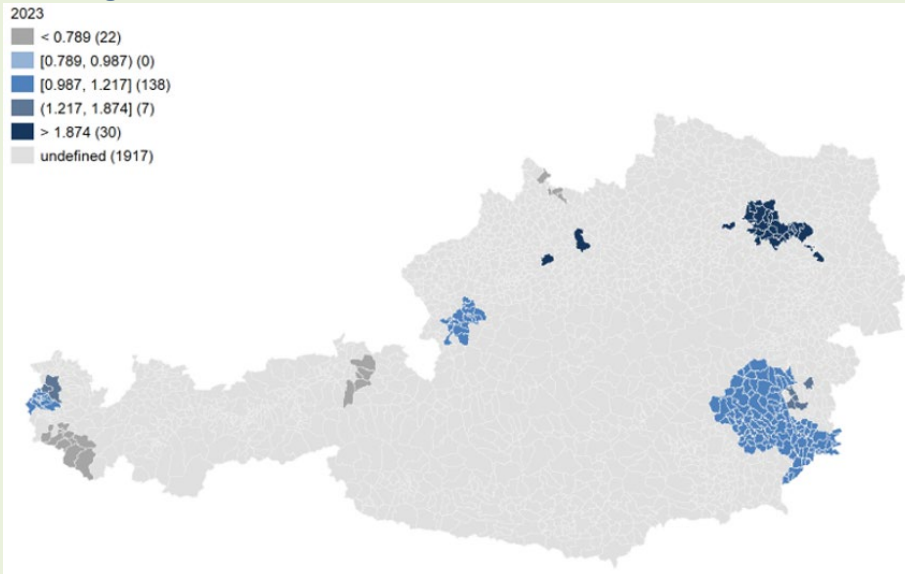 2023
< 0.789 (22)
[0.789, 0.987) (0)
[0.987, 1.217] (138)
(1.217, 1.874] (7)
> 1.874 (30)
undefined (1917)